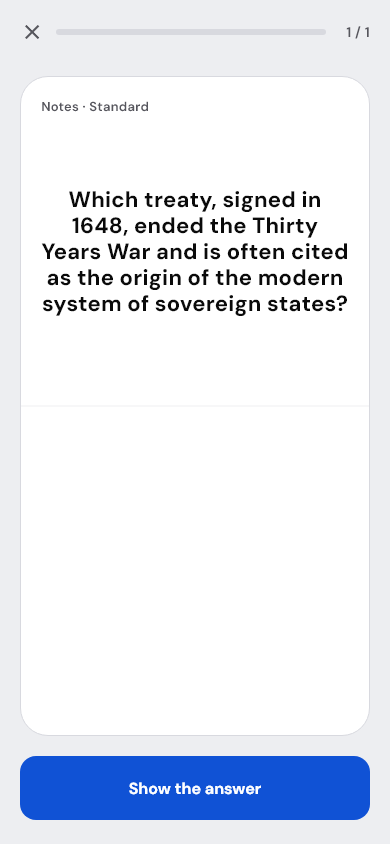 1 / 1
Notes · Standard
Which treaty, signed in
1648, ended the Thirty
Years War and is often cited
as the origin of the modern
system of sovereign states?
Show the answer